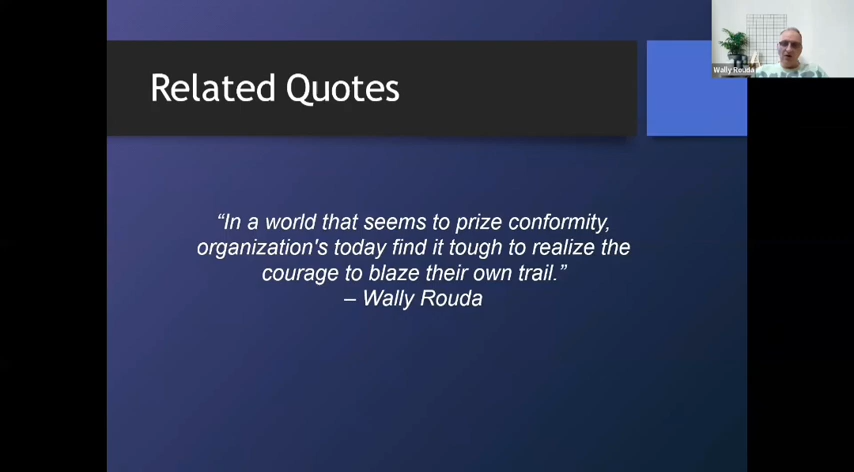 Related Quotes
Wally Rouda
“In a world that seems to prize conformity,
organization's today find it tough to realize the
courage to blaze their own trail.”
– Wally Rouda